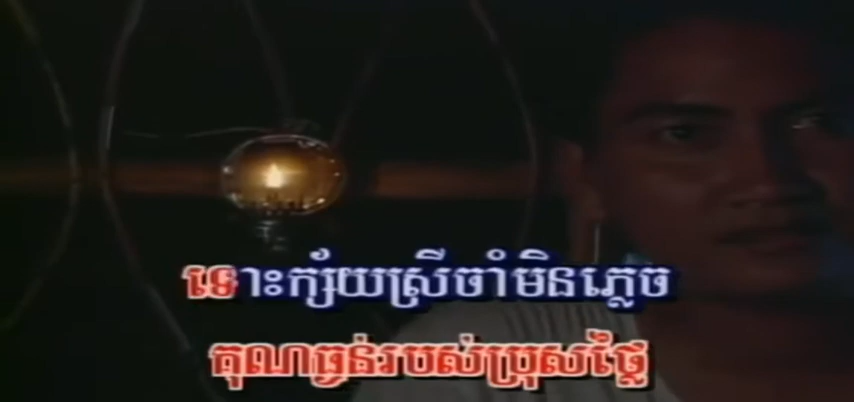 ទោះក្ស័យស្រីចាំមិនភ្លេច
គុណធ្ងន់របស់ប្រុសថ្លៃ